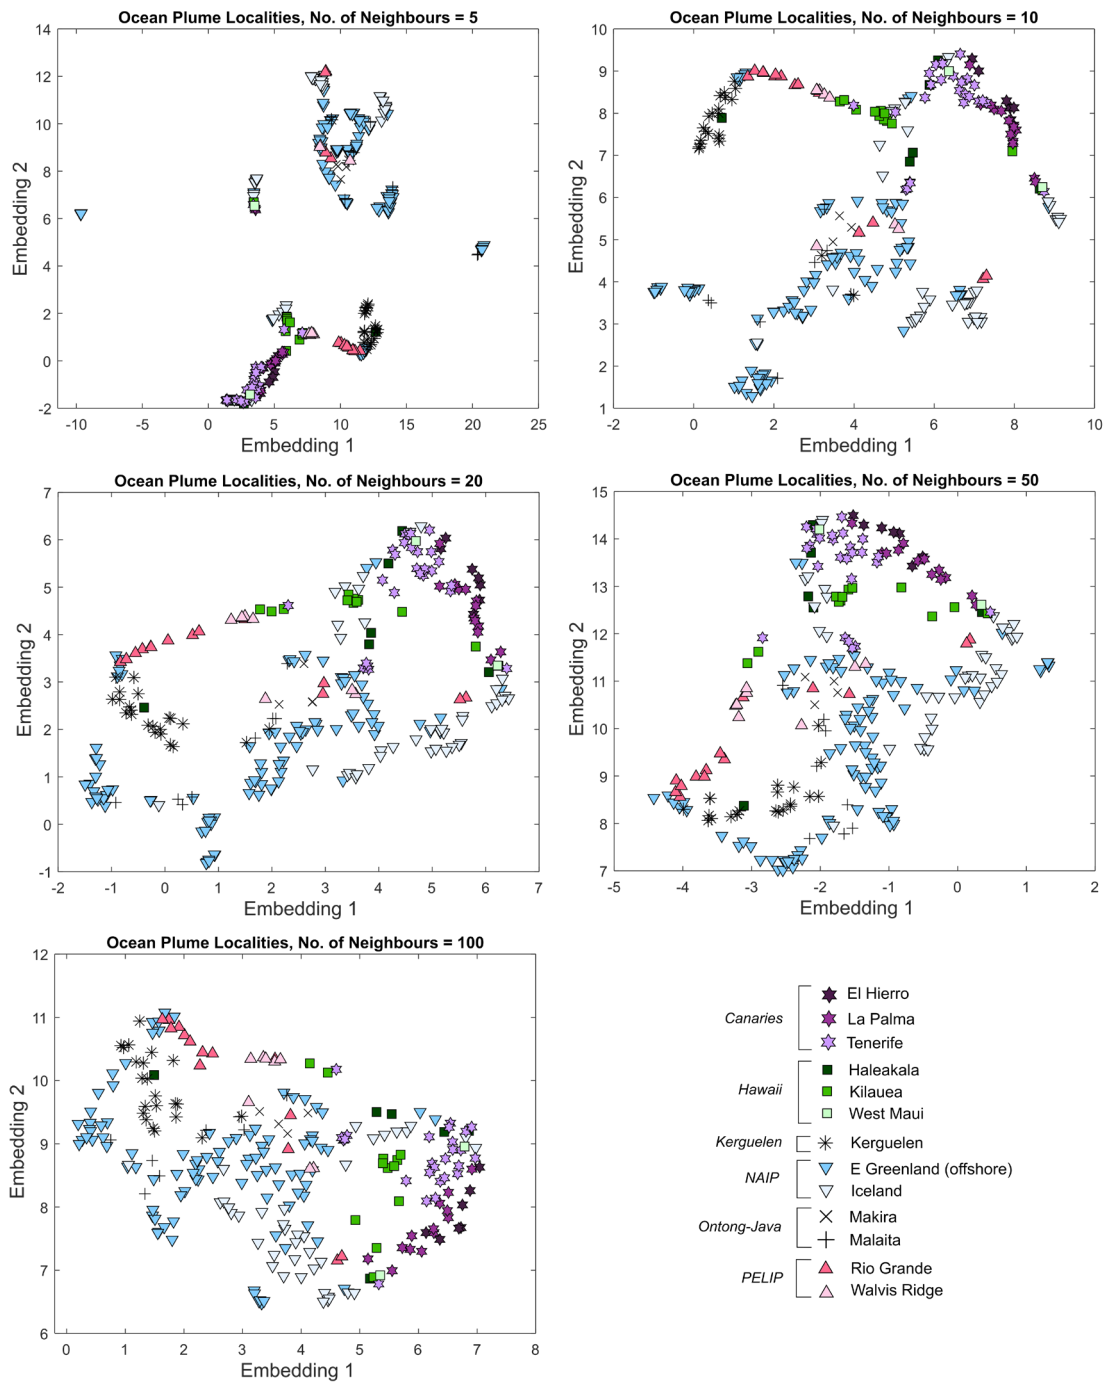 Ocean Plume Localities, No. of Neighbours = 5
14
12
10
8
6
4
2
0
-2
Embedding 2
-10 -5 0 5 10 15 20 25
Embedding 1
Ocean Plume Localities, No. of Neighbours = 10
10
9
8
7
6
5
4
3
2
1
Embedding 2
-2 0 2 4 6 8 10
Embedding 1
Ocean Plume Localities, No. of Neighbours = 20
7
6
5
4
3
2
1
0
-1
Embedding 2
-2 -1 0 1 2 3 4 5 6 7
Embedding 1
Ocean Plume Localities, No. of Neighbours = 50
15
14
13
12
11
10
9
8
7
Embedding 2
-5 -4 -3 -2 -1 0 1 2
Embedding 1
Ocean Plume Localities, No. of Neighbours = 100
12
11
10
9
8
7
6
Embedding 2
0 1 2 3 4 5 6 7 8
Embedding 1
Canaries
El Hierro
La Palma
Tenerife
Hawaii
Haleakala
Kilauea
West Maui
Kerguelen
Kerguelen
NAIP
E Greenland (offshore)
Iceland
Ontong-Java
Makira
Malaita
PELIP
Rio Grande
Walvis Ridge